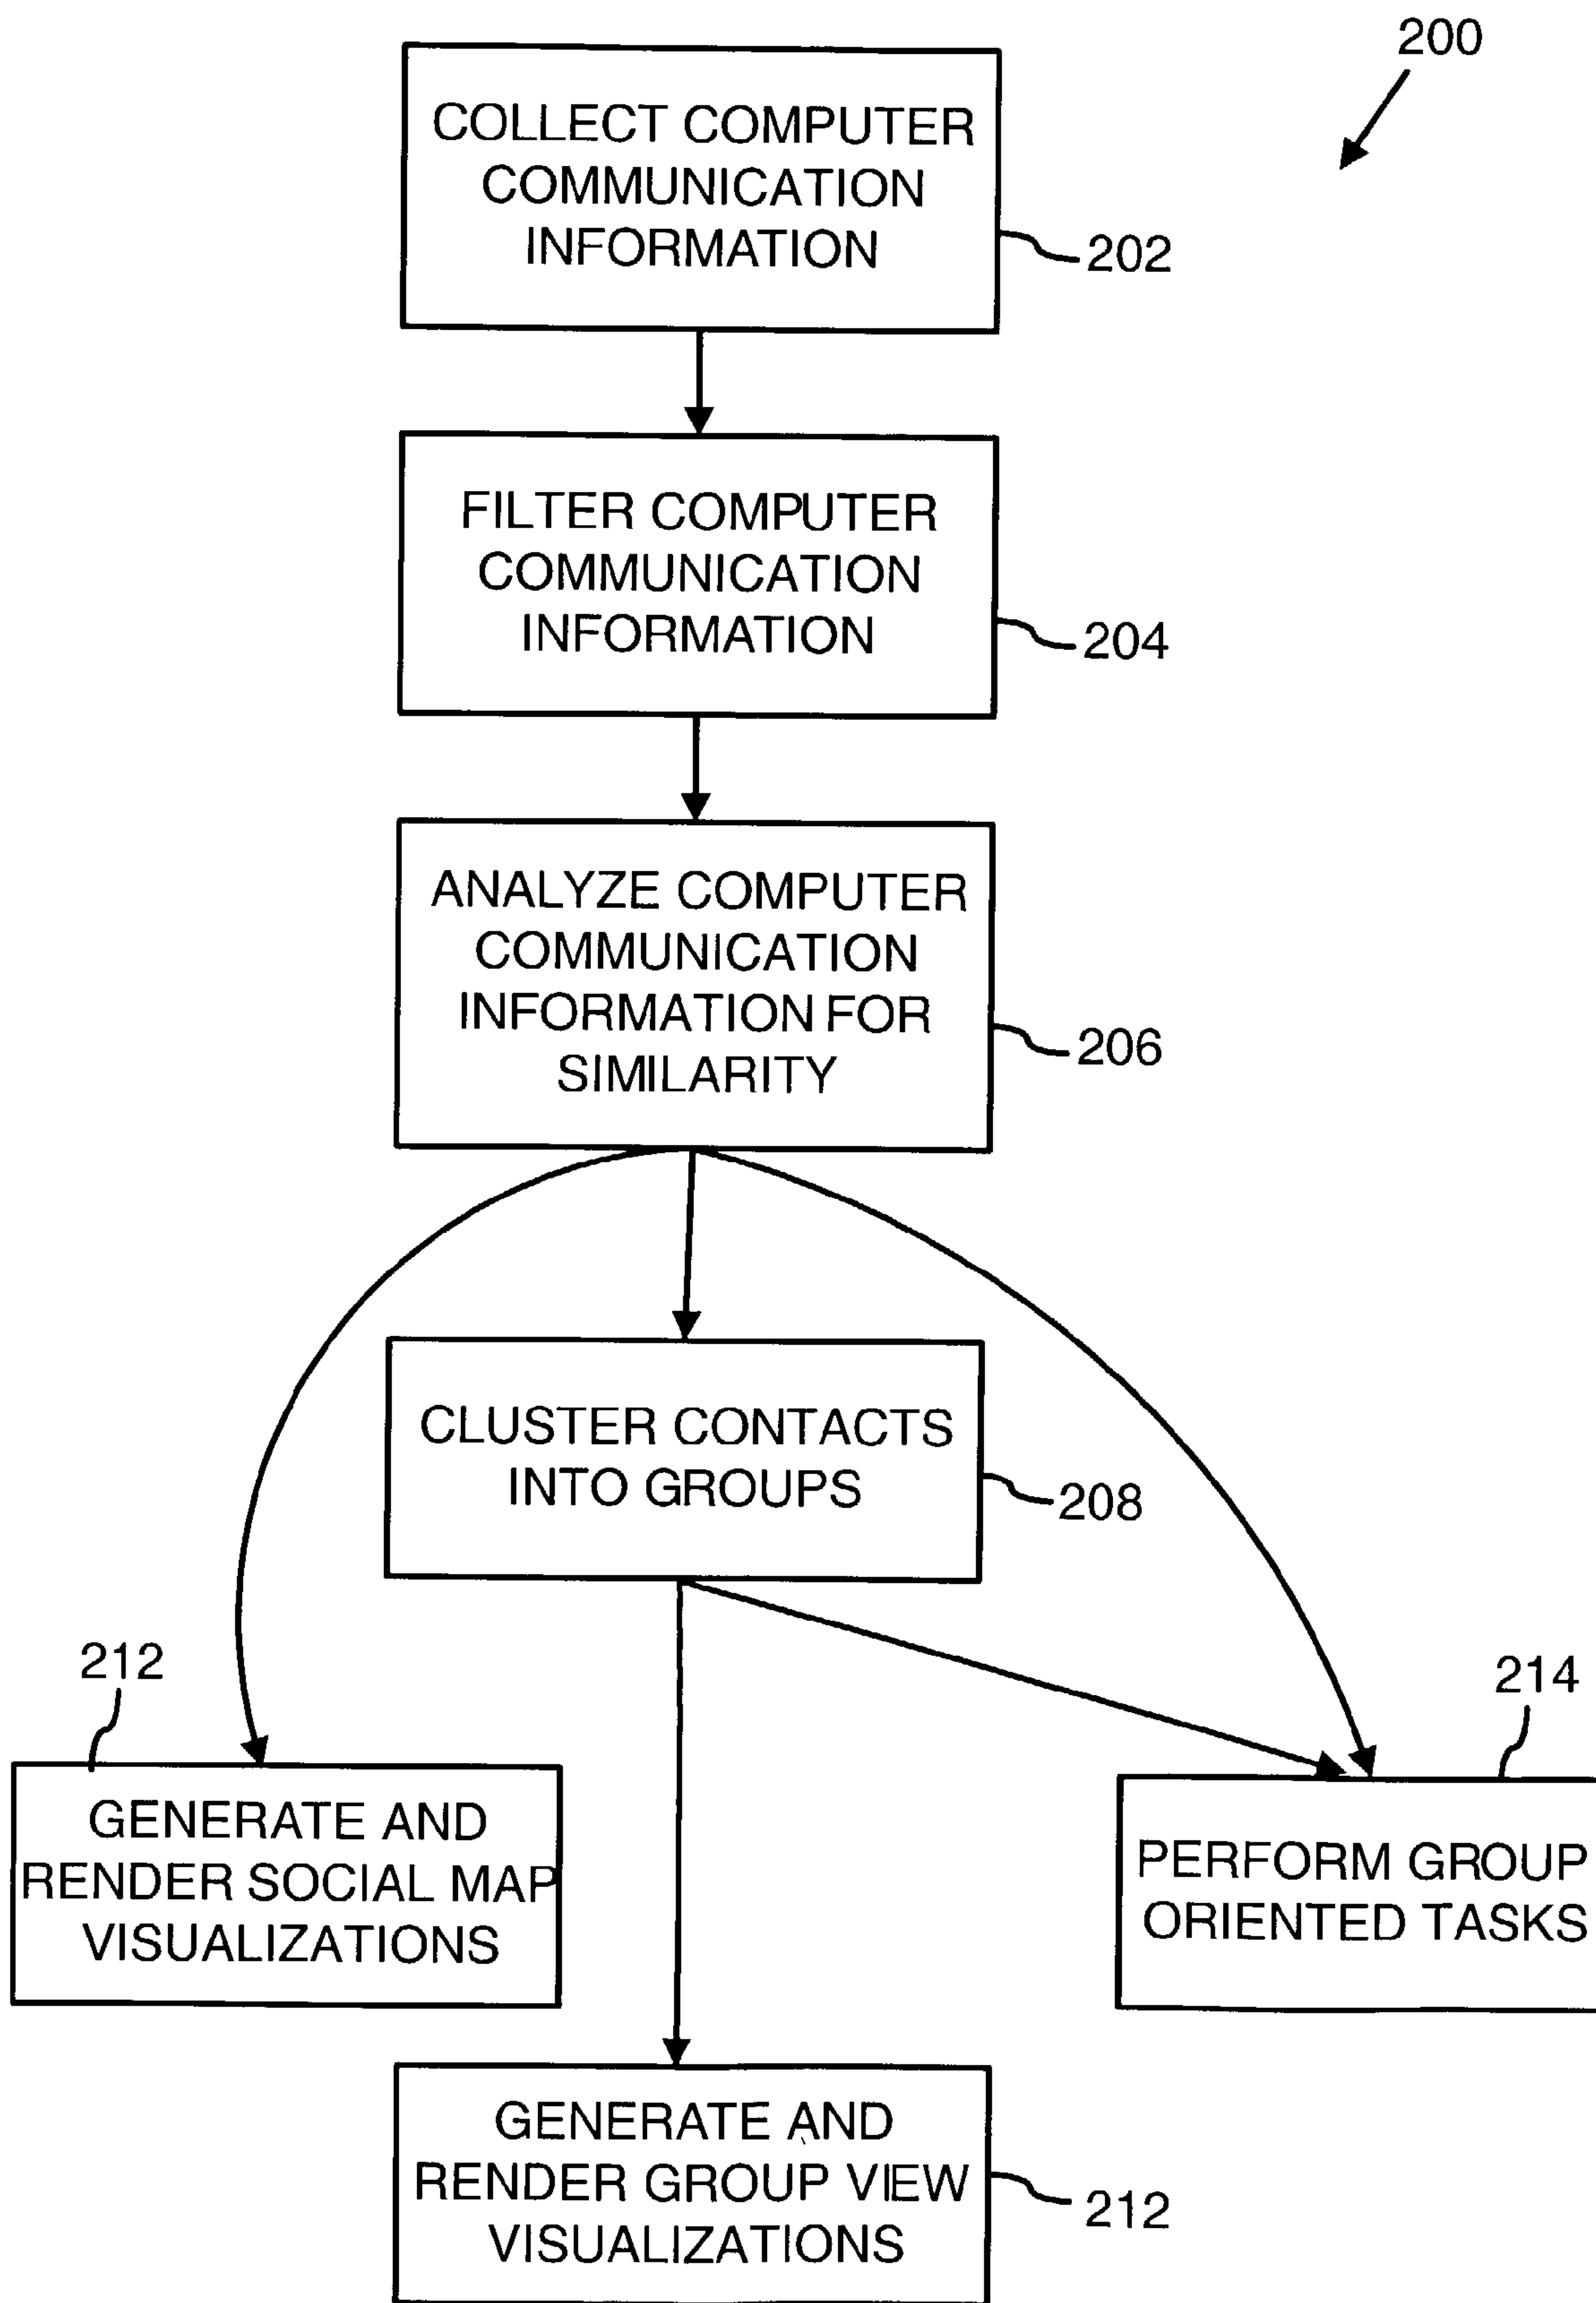 200
COLLECT COMPUTER
COMMUNICATION
INFORMATION
202
FILTER COMPUTER
COMMUNICATION
INFORMATION
204
ANALYZE COMPUTER
COMMUNICATION
INFORMATION FOR
SIMILARITY
206
CLUSTER CONTACTS
INTO GROUPS
208
212
GENERATE AND
RENDER SOCIAL MAP
VISUALIZATIONS
214
PERFORM GROUP
ORIENTED TASKS
GENERATE AND
RENDER GROUP VIEW
VISUALIZATIONS
212